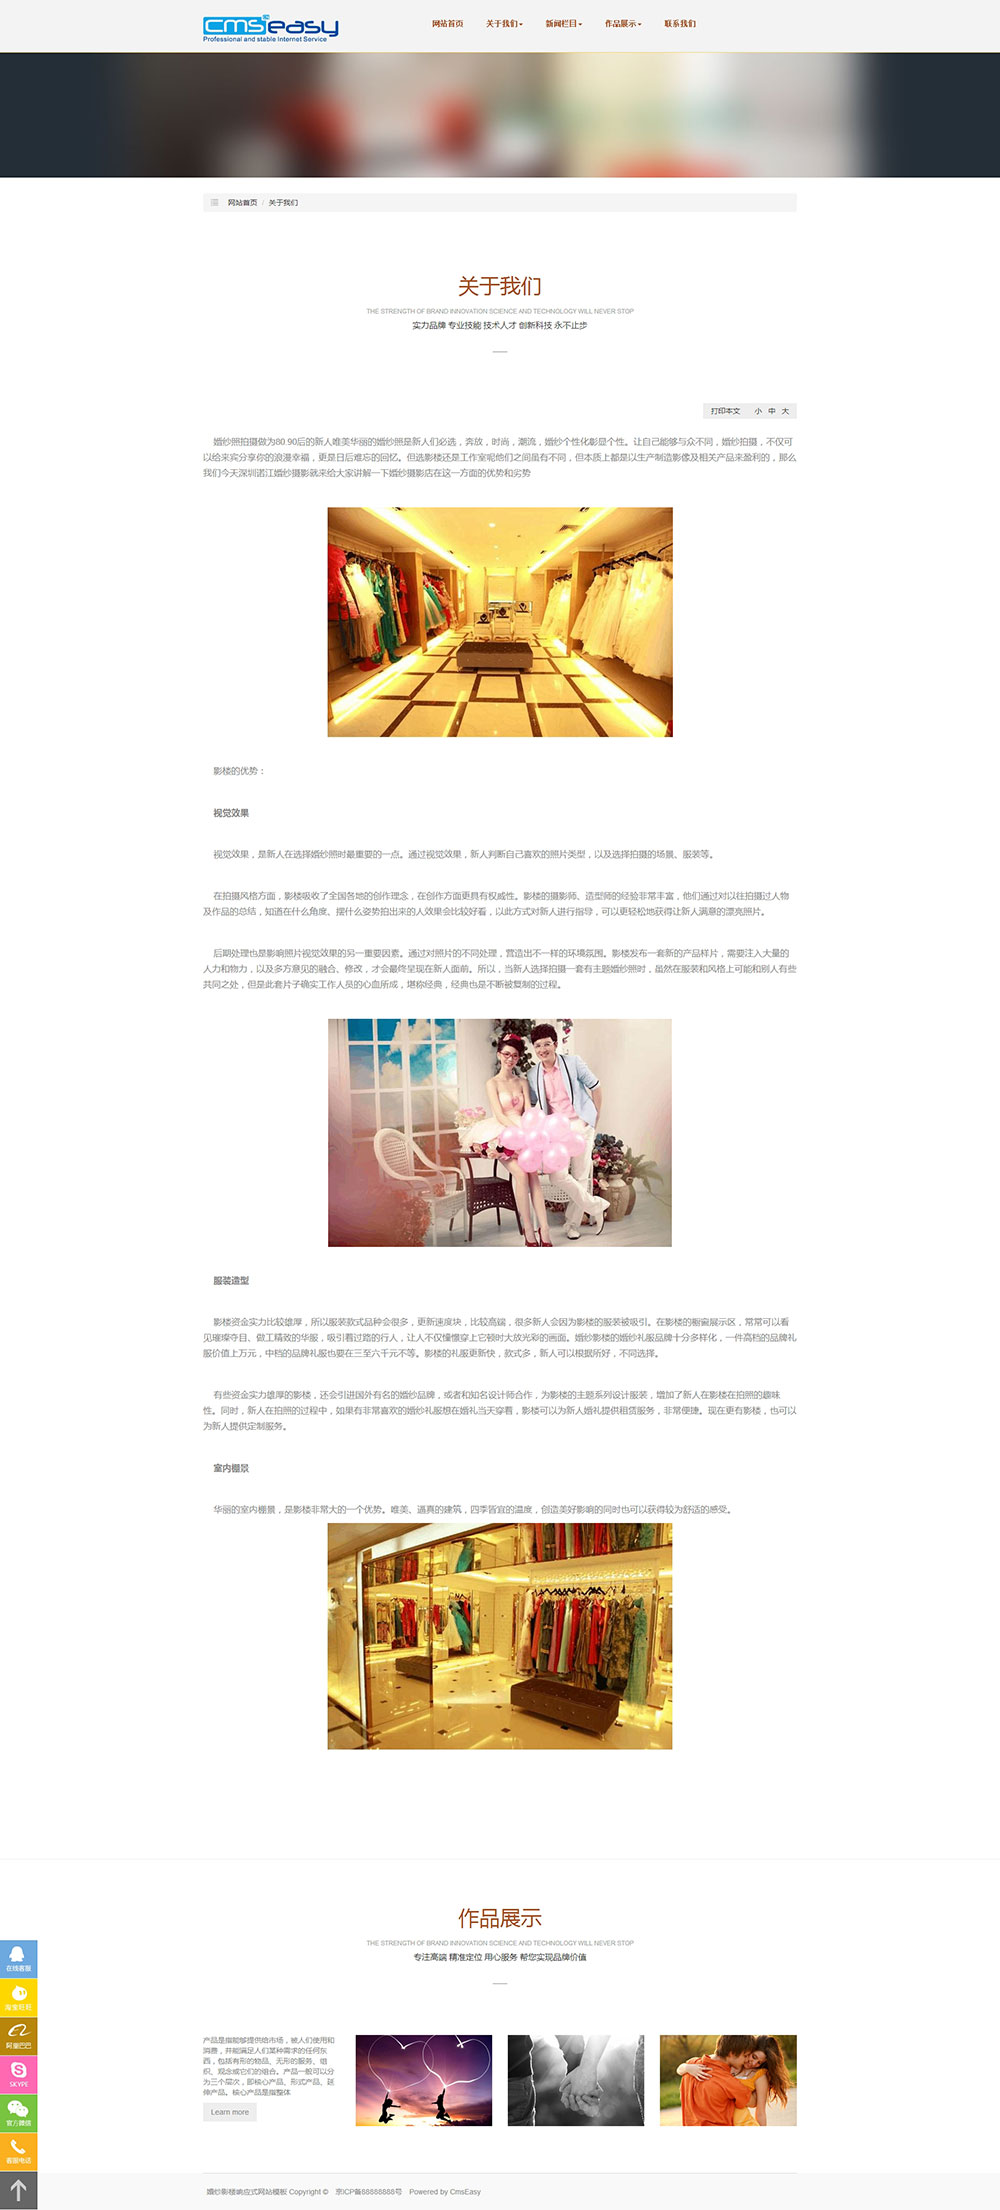 CmsEasy
Professional and stable Internet Service
网站首页 关于我们 新闻栏目 作品展示 联系我们
网站首页 / 关于我们
关于我们
THE STRENGTH OF BRAND INNOVATION SCIENCE AND TECHNOLOGY WILL NEVER STOP
实力品牌 专业技能 技术人才 创新科技 永不止步
打印本文 小 中 大
婚纱照拍摄做为80 90后的新人唯美华丽的婚纱照是新人们必选，奔放，时尚，潮流，婚纱个性化彰显个性。让自己能够与众不同，婚纱拍摄，不仅可
以给来宾分享你的浪漫幸福，更是日后难忘的回忆。但选影楼还是工作室呢他们之间虽有不同，但本质上都是以生产制造影像及相关产品来盈利的，那么
我们今天深圳诺江婚纱摄影就来给大家讲解一下婚纱摄影店在这一方面的优势和劣势
影楼的优势：
视觉效果
视觉效果，是新人在选择婚纱照时最重要的一点。通过视觉效果，新人判断自己喜欢的照片类型，以及选择拍摄的场景、服装等。
在拍摄风格方面，影楼吸收了全国各地的创作理念，在创作方面更具有权威性。影楼的摄影师、造型师的经验非常丰富，他们通过对以往拍摄过人物
及作品的总结，知道在什么角度、摆什么姿势拍出来的人效果会比较好看，以此方式对新人进行指导，可以更轻松地获得让新人满意的漂亮照片。
后期处理也是影响照片视觉效果的另一重要因素。通过对照片的不同处理，营造出不一样的环境氛围。影楼发布一套新的产品样片，需要注入大量的
人力和物力，以及多方意见的融合、修改，才会最终呈现在新人面前。所以，当新人选择拍摄一套有主题婚纱照时，虽然在服装和风格上可能和别人有些
共同之处，但是此套片子确实工作人员的心血所成，堪称经典，经典也是不断被复制的过程。
服装造型
影楼资金实力比较雄厚，所以服装款式品种会很多，更新速度块，比较高端，很多新人会因为影楼的服装被吸引。在影楼的橱窗展示区，常常可以看
见璀璨夺目、做工精致的华服，吸引着过路的行人，让人不仅憧憬穿上它顿时大放光彩的画面。婚纱影楼的婚纱礼服品牌十分多样化，一件高档的品牌礼
服价值上万元，中档的品牌礼服也要在三至六千元不等。影楼的礼服更新快，款式多，新人可以根据所好，不同选择。
有些资金实力雄厚的影楼，还会引进国外有名的婚纱品牌，或者和知名设计师合作，为影楼的主题系列设计服装，增加了新人在影楼在拍照的趣味
性。同时，新人在拍照的过程中，如果有非常喜欢的婚纱礼服想在婚礼当天穿着，影楼可以为新人婚礼提供租赁服务，非常便捷。现在更有影楼，也可以
为新人提供定制服务。
室内棚景
华丽的室内棚景，是影楼非常大的一个优势。唯美、逼真的建筑，四季皆宜的温度，创造美好影响的同时也可以获得较为舒适的感受。
作品展示
THE STRENGTH OF BRAND INNOVATION SCIENCE AND TECHNOLOGY WILL NEVER STOP
专注高端 精准定位 用心服务 帮您实现品牌价值
在线客服
淘宝旺旺
阿里巴巴
SKYPE
官方微信
客服电话
产品是指能够提供给市场，被人们使用和
消费，并能满足人们某种需求的任何东
西，包括有形的物品、无形的服务、组
织、观念或它们的组合。产品一般可以分
为三个层次，即核心产品、形式产品、延
伸产品。核心产品是指整体
Learn more
婚纱影楼响应式网站模板 Copyright © 京ICP备88888888号 Powered by CmsEasy